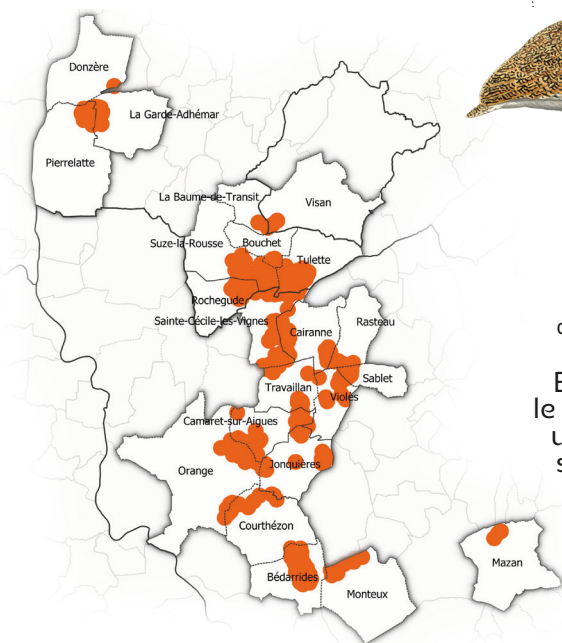 Donzère
La Garde-Adhémar
Pierrelatte
La Baume-de-Transit
Visan
Suze-la-Rousse
Bouchet
Tulette
Rochegude
Sainte-Cécile-les-Vignes
Cairanne
Rasteau
Travaillan
Sablet
Violès
Camaret-sur-Aigues
Orange
Jonquières
Courthézon
Bédarrides
Monteux
Mazan
le
u
s